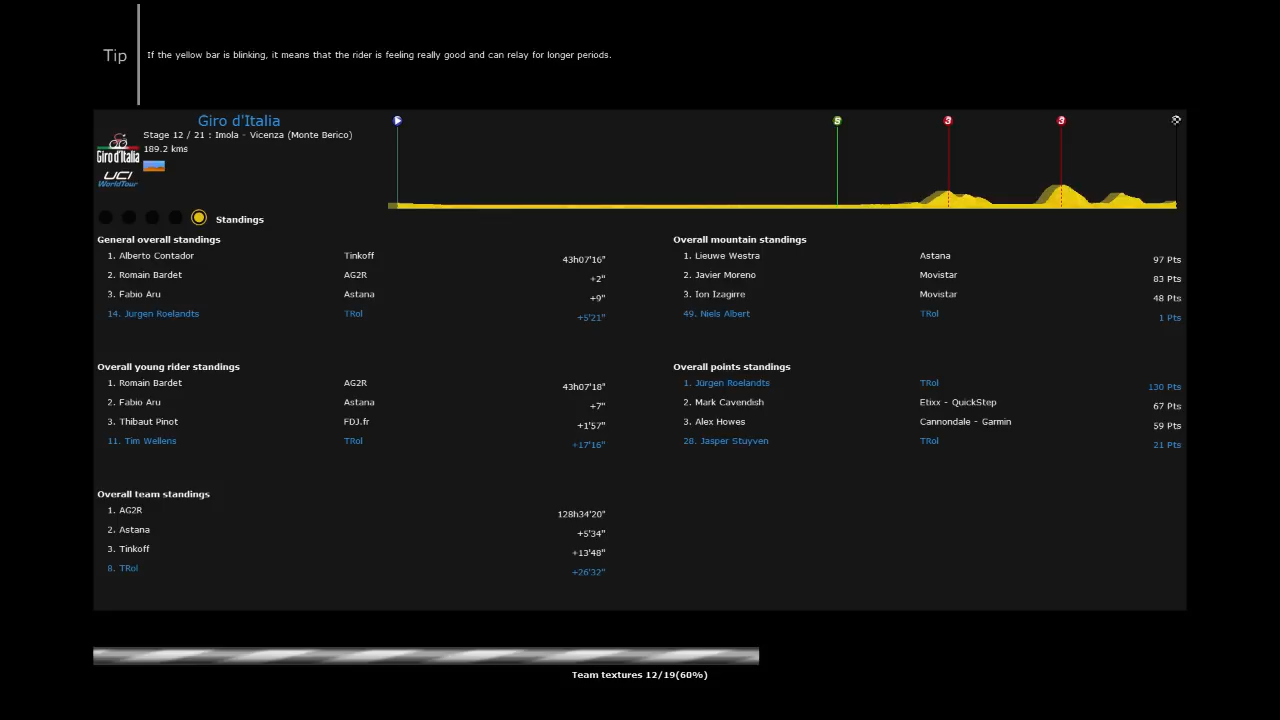 Tip
If the yellow bar is blinking, it means that the rider is feeling really good and can relay for longer periods.
Giro d'Italia
Stage 12 / 21 : Imola - Vicenza (Monte Berico)
189.2 kms
Giro d'Italia
UCI
WorldTour
S
3
3
Standings
General overall standings
1. Alberto Contador Tinkoff 43h07'16"
2. Romain Bardet AG2R +2"
3. Fabio Aru Astana +9"
14. Jurgen Roelandts TRol +5'21"
Overall mountain standings
1. Lieuwe Westra Astana 97 Pts
2. Javier Moreno Movistar 83 Pts
3. Ion Izagirre Movistar 48 Pts
49. Niels Albert TRol 1 Pts
Overall young rider standings
1. Romain Bardet AG2R 43h07'18"
2. Fabio Aru Astana +7"
3. Thibaut Pinot FDJ.fr +1'57"
11. Tim Wellens TRol +17'16"
Overall points standings
1. Jürgen Roelandts TRol 130 Pts
2. Mark Cavendish Etixx - QuickStep 67 Pts
3. Alex Howes Cannondale - Garmin 59 Pts
28. Jasper Stuyven TRol 21 Pts
Overall team standings
1. AG2R 128h34'20"
2. Astana +5'34"
3. Tinkoff +13'48"
8. TRol +26'32"
Team textures 12/19(60%)